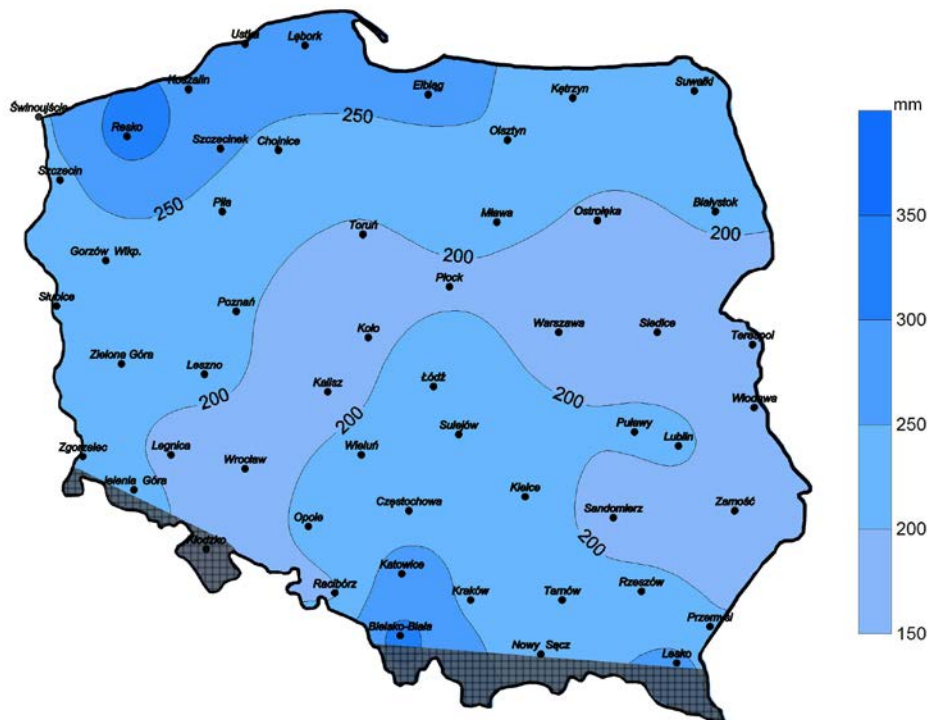 Ustka
Lębork
Koszalin
Elbląg
Kętrzyn
Suwałki
mm
Świnoujście
Resko
250
Szczecinek
Chojnice
Olsztyn
Szczecin
250
Piła
Mława
Ostrołęka
Białystok
350
Toruń
200
Gorzów Wlkp.
200
Płock
Słubice
Poznań
Koło
Warszawa
Siedlce
Terespol
300
Zielona Góra
Leszno
Kalisz
Łódź
200
200
200
Włodawa
Zgorzelec
Legnica
Wrocław
Wieluń
Sulejów
Puławy
Lublin
250
Jelenia Góra
Opole
Częstochowa
Kielce
Sandomierz
Zamość
200
Kłodzko
200
Katowice
Racibórz
Kraków
Tarnów
Rzeszów
Przemyśl
150
Bielsko-Biała
Nowy Sącz
Lesko